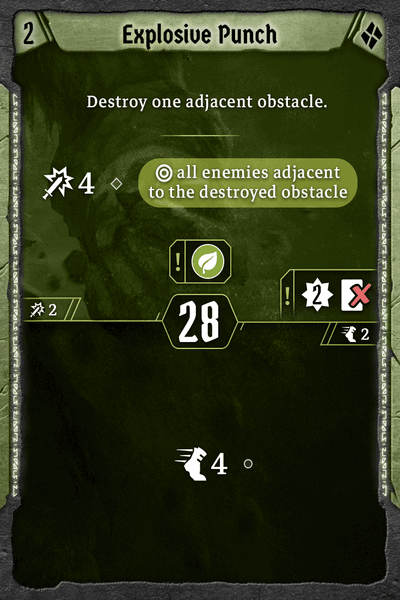 2
Explosive Punch
Destroy one adjacent obstacle.
4
all enemies adjacent
to the destroyed obstacle
!
! 2
2
28
2
4